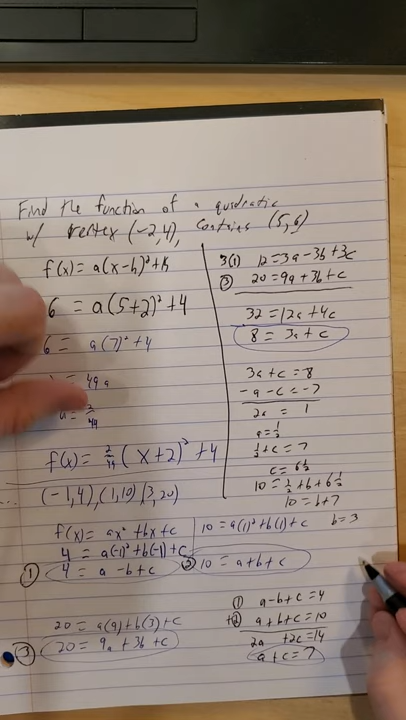 Find the function of a quadratic
w/ vertex (-2,4), contains (5,6)
f(x) = a(x-h)²+k
6 = a(5+2)²+4
6 = a(7)²+4
= 49a
a = 2/49
f(x) = 2/49 (x+2)² + 4
(-1,4), (1,10), (3,20)
f(x) = ax² + bx + c
4 = a(-1)² + b(-1) + c
① 4 = a - b + c
20 = a(9) + b(3) + c
③ 20 = 9a + 3b + c
3(1) 12 = 3a - 3b + 3c
③ 20 = 9a + 3b + c
32 = 12a + 4c
8 = 3a + c
3a + c = 8
-a - c = -7
2a = 1
a = 1/2
1/2 + c = 7
c = 6 1/2
10 = 1/2 + b + 6 1/2
10 = b + 7
b = 3
10 = a(1)² + b(1) + c
② 10 = a + b + c
① a - b + c = 4
+② a + b + c = 10
2a + 2c = 14
a + c = 7